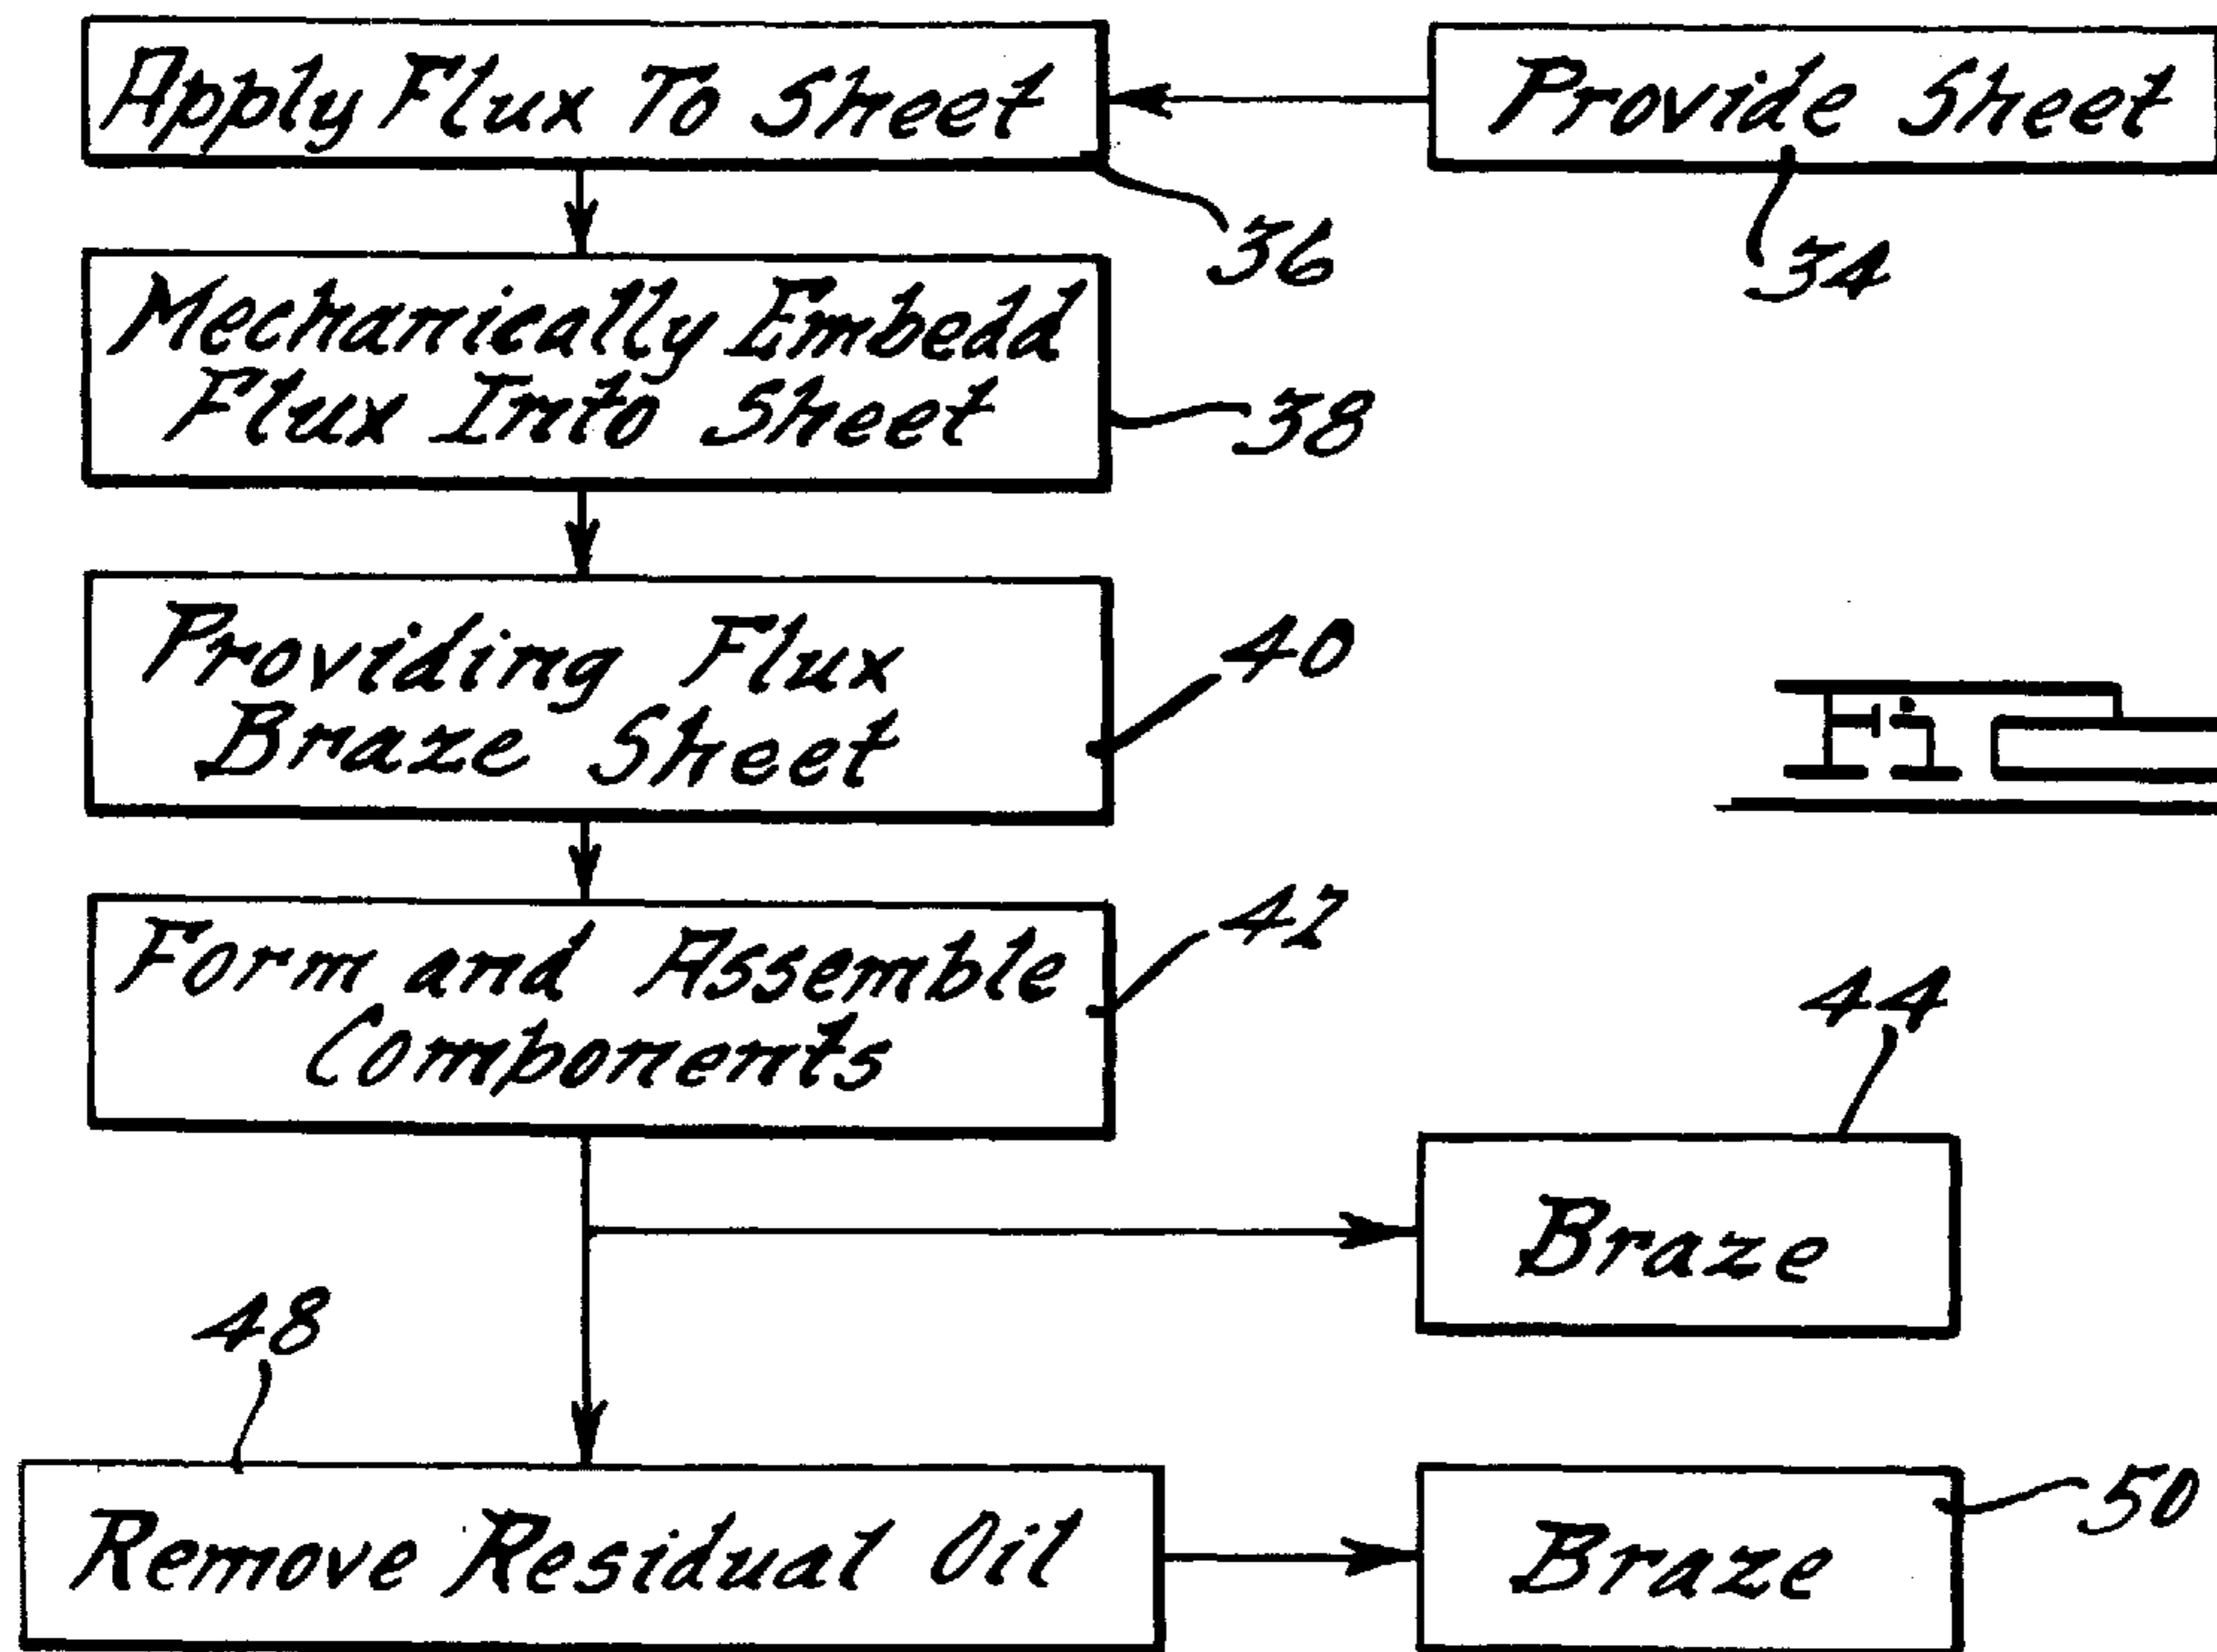 Apply Flux To Sheet
Provide Sheet
36
34
Mechanically Embedd
Flux Into Sheet
38
Providing Flux
Braze Sheet
40
Fi
Form and Assemble
Components
42
44
Braze
48
Remove Residual Oil
Braze
50